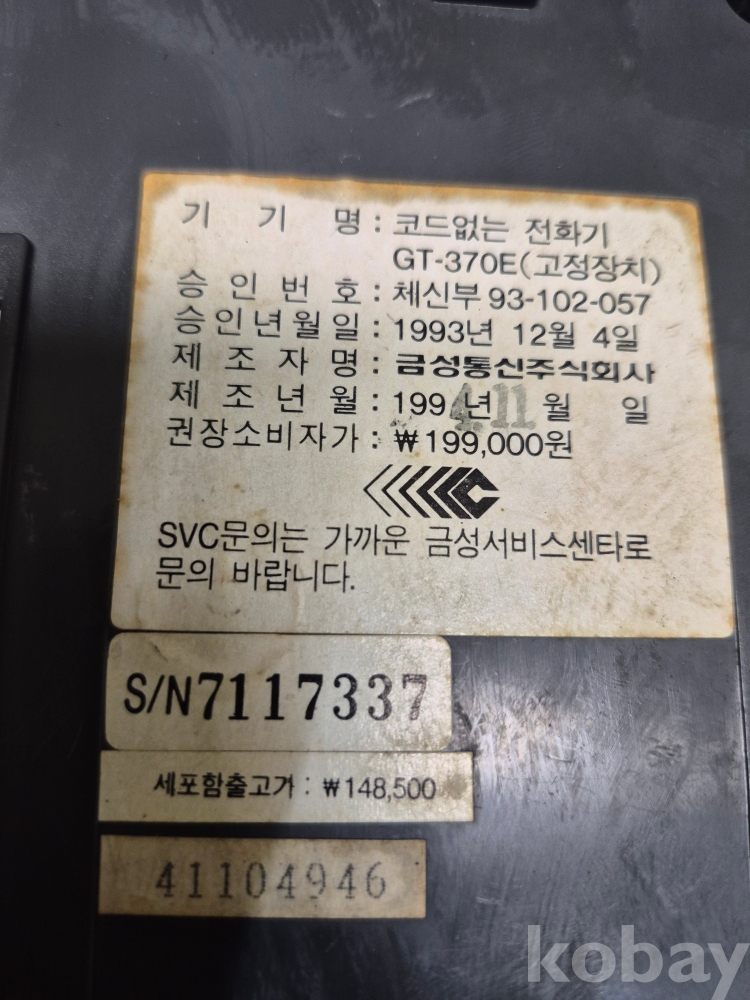 기 기 명 : 코드없는 전화기
GT-370E(고정장치)
승 인 번 호 : 체신부 93-102-057
승인년월일 : 1993년 12월 4일
제 조 자 명 : 금성통신주식회사
제 조 년 월 : 1994년 11월 일
권장소비자가 : ₩199,000원
SVC문의는 가까운 금성서비스센타로
문의 바랍니다.
S/N7117337
세포함출고가 : ₩148,500
41104946
kobay